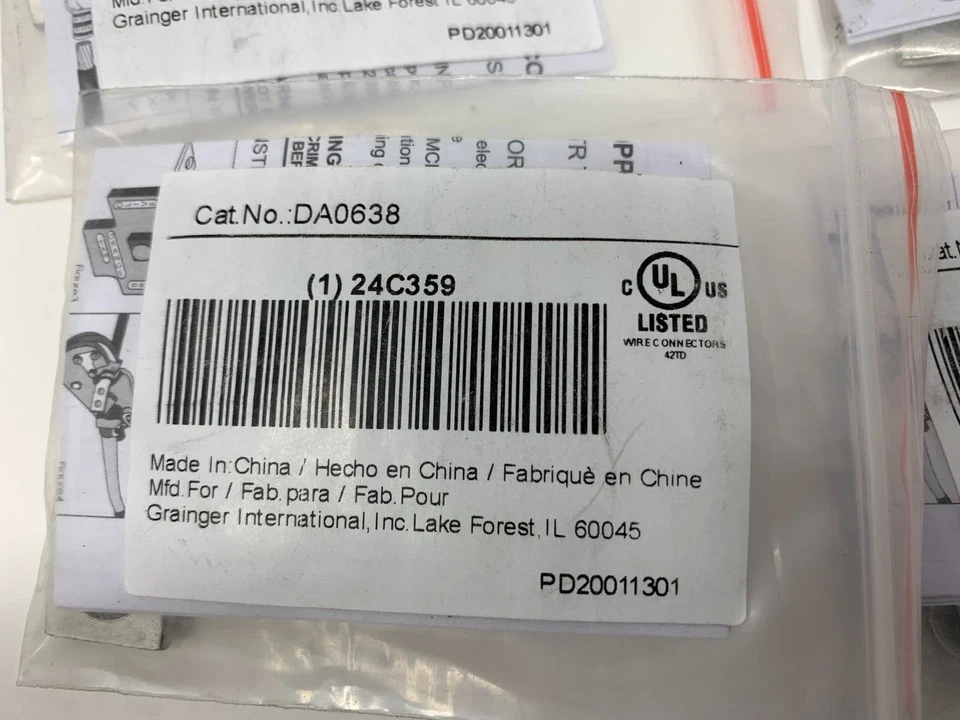 Grainger International, Inc. Lake Forest IL 60045
PD20011301
Cat.No.:DA0638
(1) 24C359
C UL US
LISTED
WIRE CONNECTORS
42TD
Made In:China / Hecho en China / Fabriquè en Chine
Mfd.For / Fab.para / Fab.Pour
Grainger International,Inc.Lake Forest,IL 60045
PD20011301